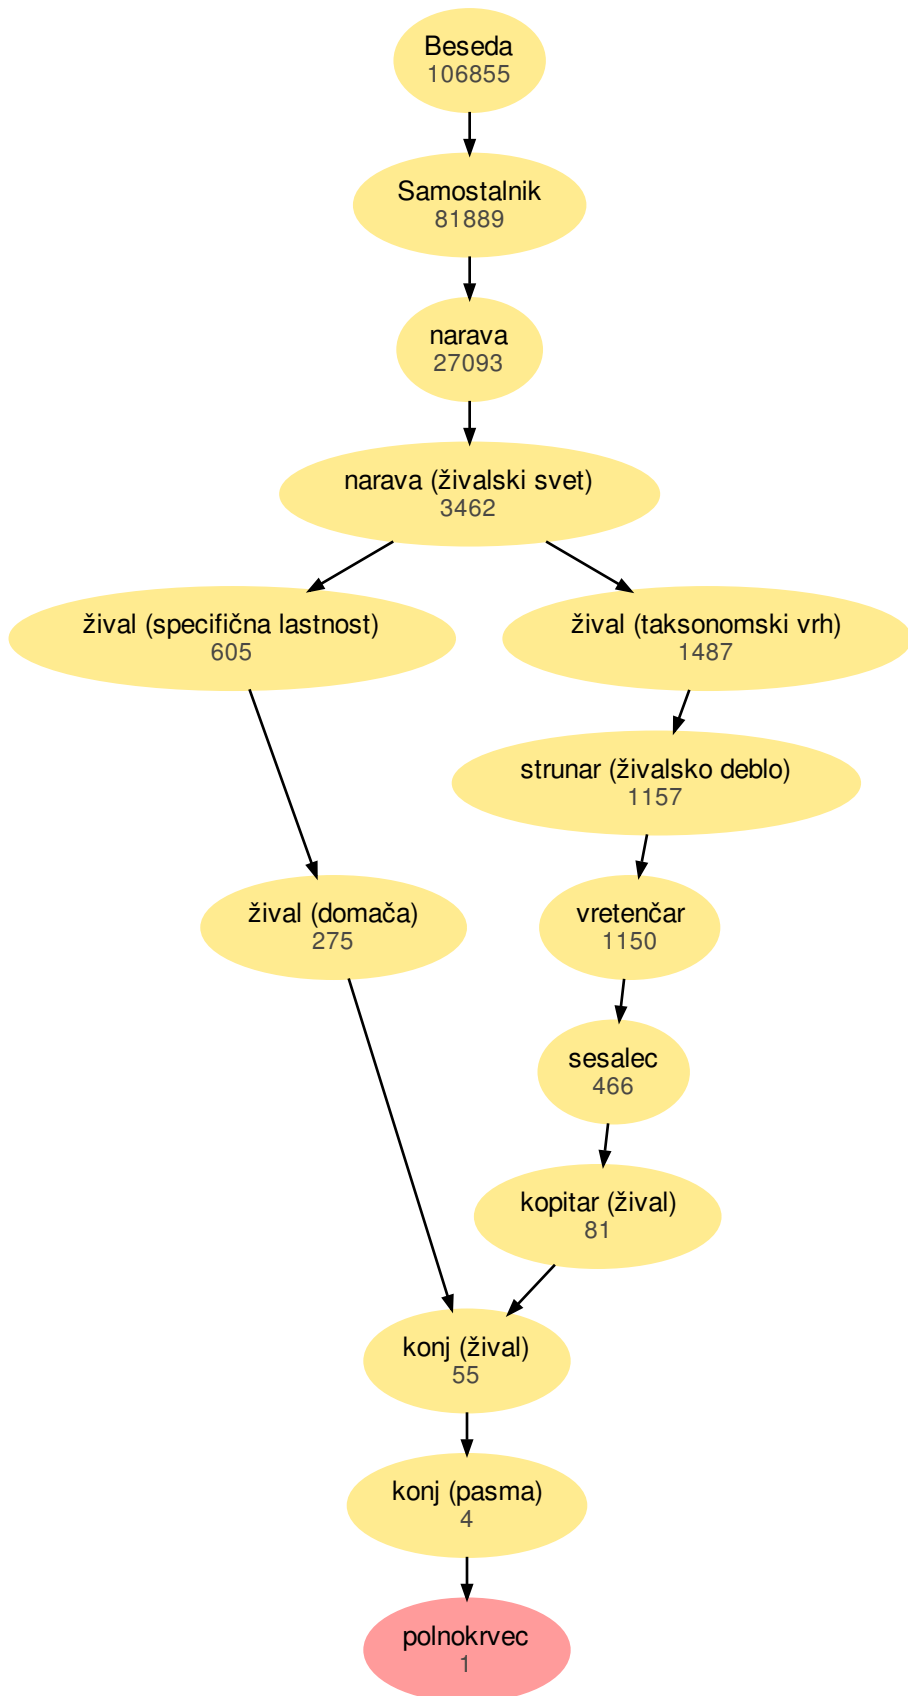 Beseda
106855
Samostalnik
81889
narava
27093
narava (živalski svet)
3462
žival (specifična lastnost)
605
žival (taksonomski vrh)
1487
strunar (živalsko deblo)
1157
žival (domača)
275
vretenčar
1150
sesalec
466
kopitar (žival)
81
konj (žival)
55
konj (pasma)
4
polnokrvec
1